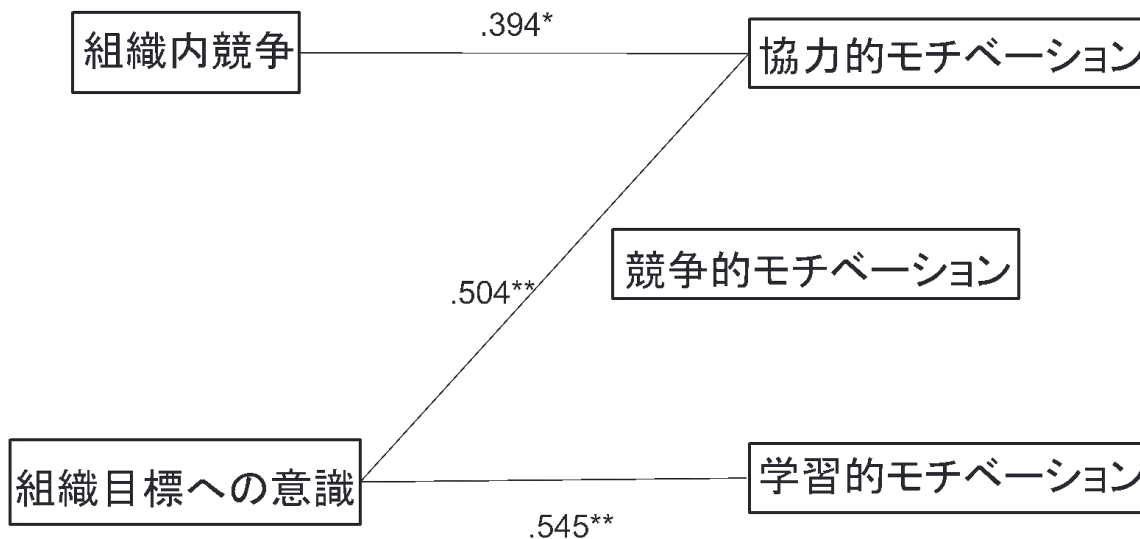 .394*
組織内競争
協力的モチベーション
競争的モチベーション
.504**
組織目標への意識
学習的モチベーション
.545**